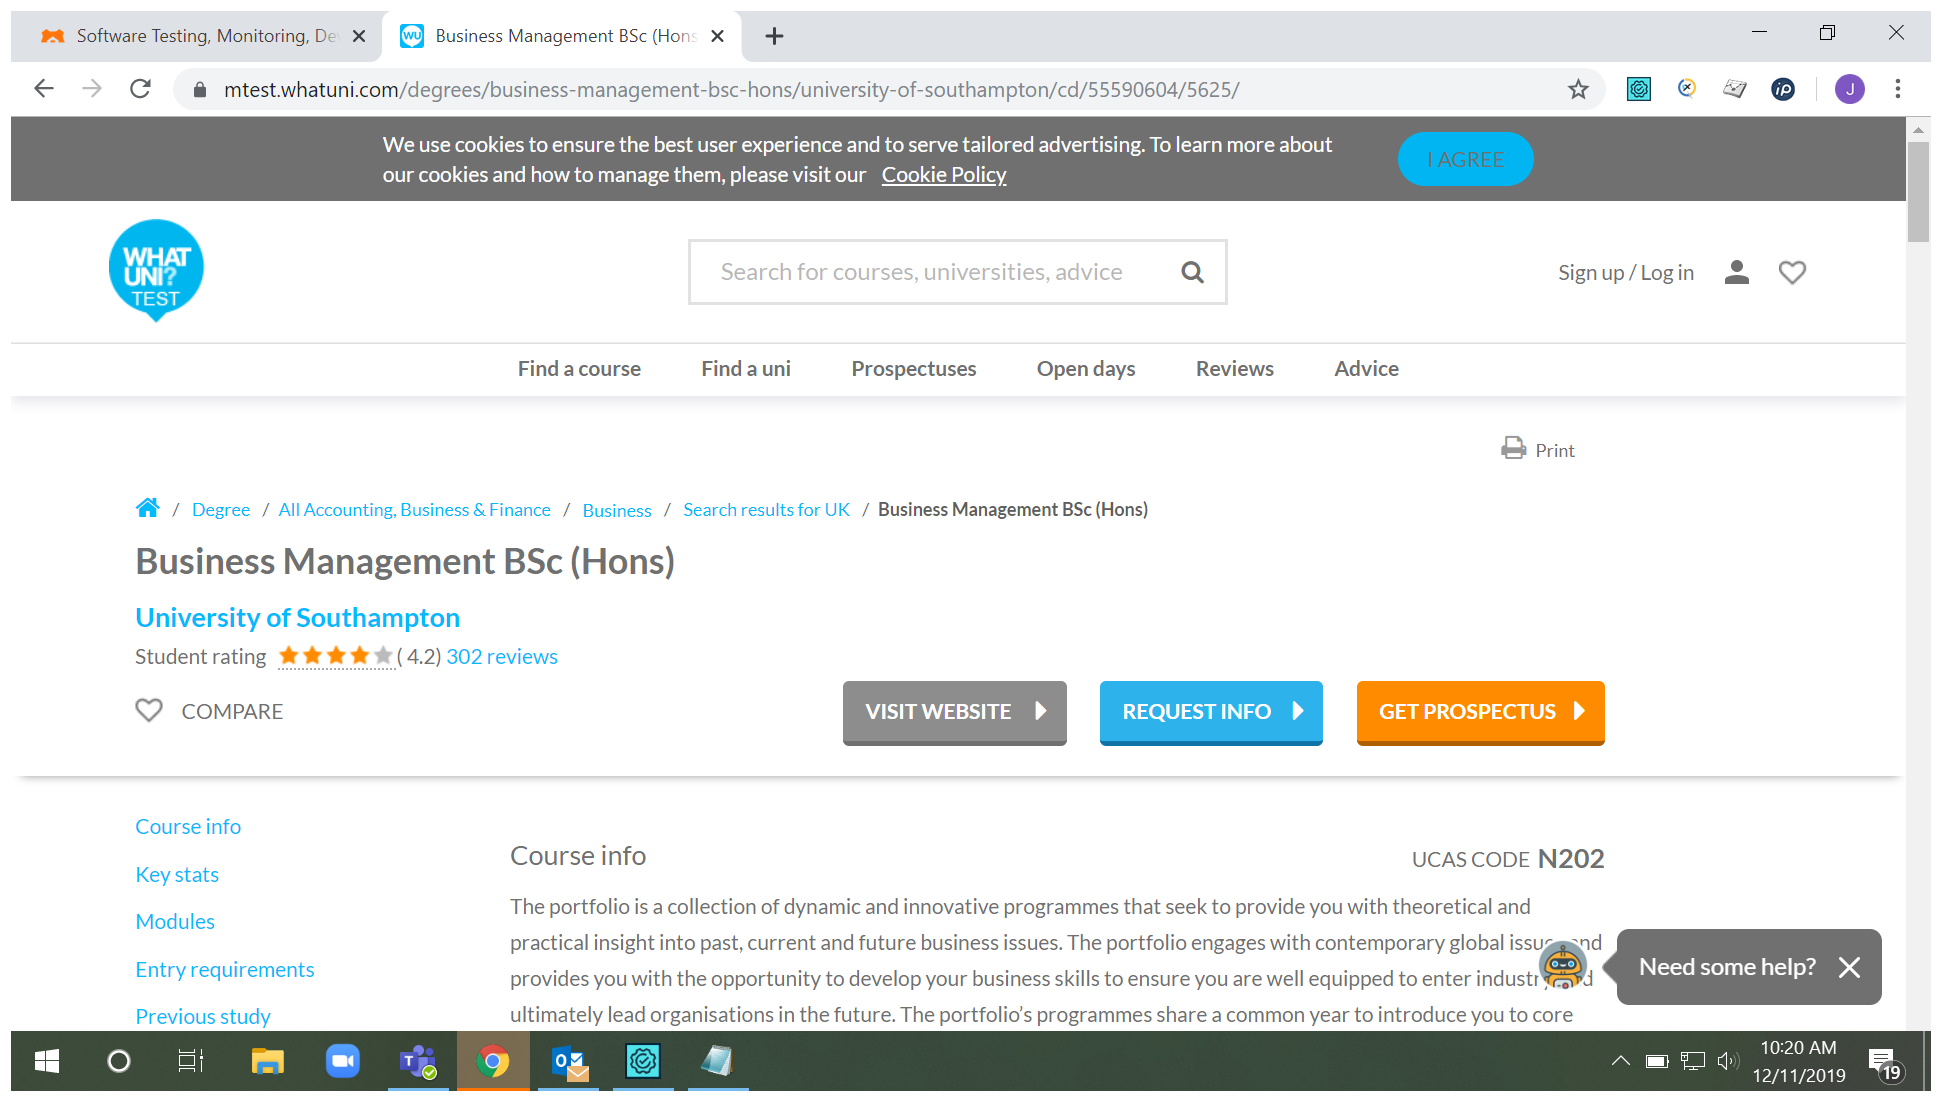 Software Testing, Monitoring, De
Business Management BSc (Hons
mtest.whatuni.com/degrees/business-management-bsc-hons/university-of-southampton/cd/55590604/5625/
J
We use cookies to ensure the best user experience and to serve tailored advertising. To learn more about
our cookies and how to manage them, please visit our Cookie Policy
I AGREE
WHAT
UNI?
TEST
Search for courses, universities, advice
Sign up / Log in
Find a course Find a uni Prospectuses Open days Reviews Advice
Print
/ Degree / All Accounting, Business & Finance / Business / Search results for UK / Business Management BSc (Hons)
Business Management BSc (Hons)
University of Southampton
Student rating ( 4.2) 302 reviews
COMPARE
VISIT WEBSITE
REQUEST INFO
GET PROSPECTUS
Course info
Key stats
Modules
Entry requirements
Previous study
Course info
UCAS CODE N202
The portfolio is a collection of dynamic and innovative programmes that seek to provide you with theoretical and
practical insight into past, current and future business issues. The portfolio engages with contemporary global issu nd
provides you with the opportunity to develop your business skills to ensure you are well equipped to enter industr d
ultimately lead organisations in the future. The portfolio's programmes share a common year to introduce you to core
Need some help?
10:20 AM
12/11/2019
19